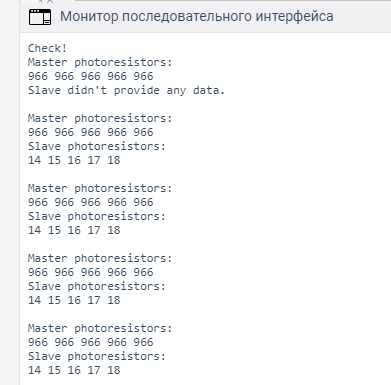 Монитор последовательного интерфейса
Check!
Master photoresistors:
966 966 966 966 966
Slave didn't provide any data.
Master photoresistors:
966 966 966 966 966
Slave photoresistors:
14 15 16 17 18
Master photoresistors:
966 966 966 966 966
Slave photoresistors:
14 15 16 17 18
Master photoresistors:
966 966 966 966 966
Slave photoresistors:
14 15 16 17 18
Master photoresistors:
966 966 966 966 966
Slave photoresistors:
14 15 16 17 18